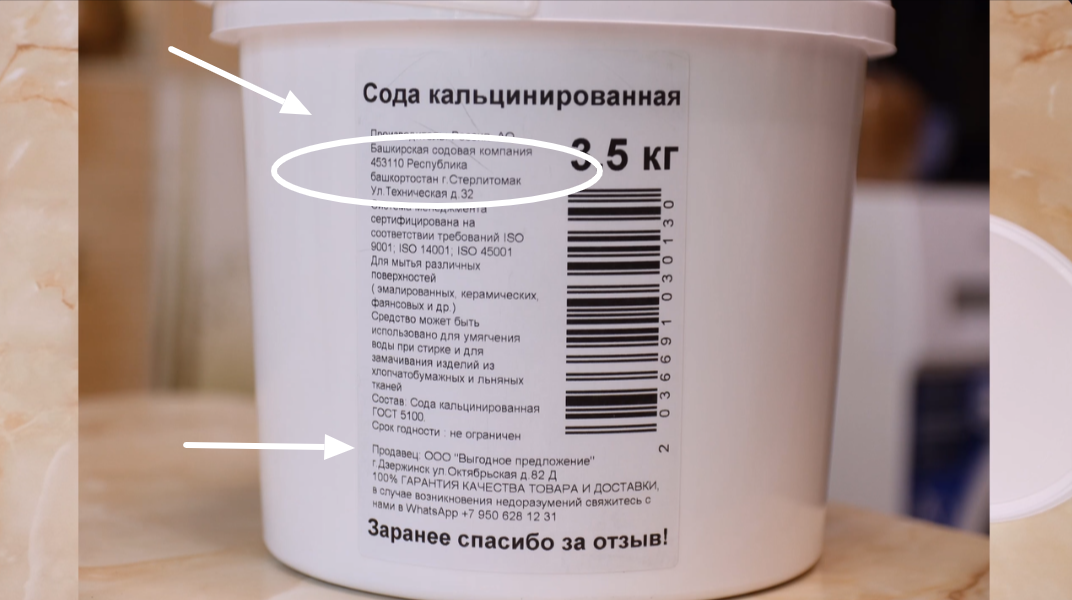 Сода кальцинированная
3.5 кг
Башкирская содовая компания
453110 Республика
башкортостан г.Стерлитомак
Ул.Техническая д.32
Система менеджмента
сертифицирована на
соответствии требований ISO
9001; ISO 14001; ISO 45001
Для мытья различных
поверхностей
( эмалированных, керамических,
фаянсовых и др.)
Средство может быть
использовано для умягчения
воды при стирке и для
замачивания изделий из
хлопчатобумажных и льняных
тканей
Состав: Сода кальцинированная
ГОСТ 5100.
Срок годности : не ограничен
2 036691 030130
Продавец: ООО "Выгодное предложение"
г.Дзержинск ул.Октябрьская д.82 Д
100% ГАРАНТИЯ КАЧЕСТВА ТОВАРА И ДОСТАВКИ,
в случае возникновения недоразумений свяжитесь с
нами в WhatsApp +7 950 628 12 31
Заранее спасибо за отзыв!